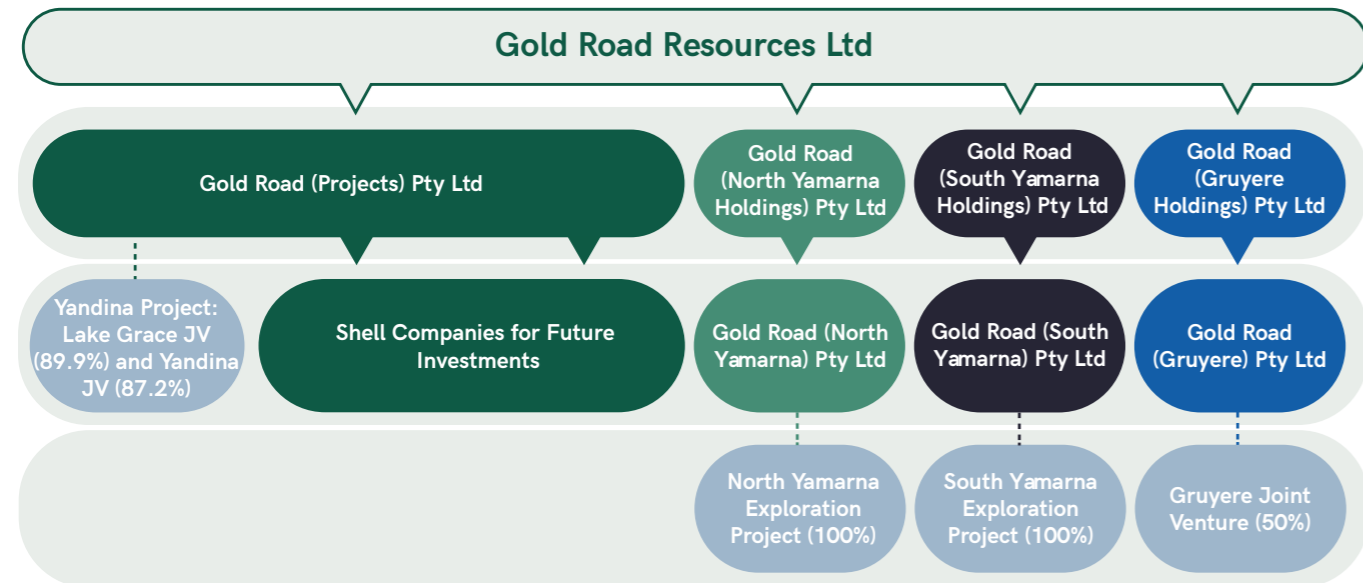 Gold Road Resources Ltd
Gold Road (Projects) Pty Ltd
Gold Road
(North Yamarna
Holdings) Pty Ltd
Gold Road
(South Yamarna
Holdings) Pty Ltd
Gold Road
(Gruyere
Holdings) Pty Ltd
Yandina Project:
Lake Grace JV
(89.9%) and Yandina
JV (87.2%)
Shell Companies for Future
Investments
Gold Road (North
Yamarna) Pty Ltd
Gold Road (South
Yamarna) Pty Ltd
Gold Road
(Gruyere) Pty Ltd
North Yamarna
Exploration
Project (100%)
South Yamarna
Exploration
Project (100%)
Gruyere Joint
Venture (50%)